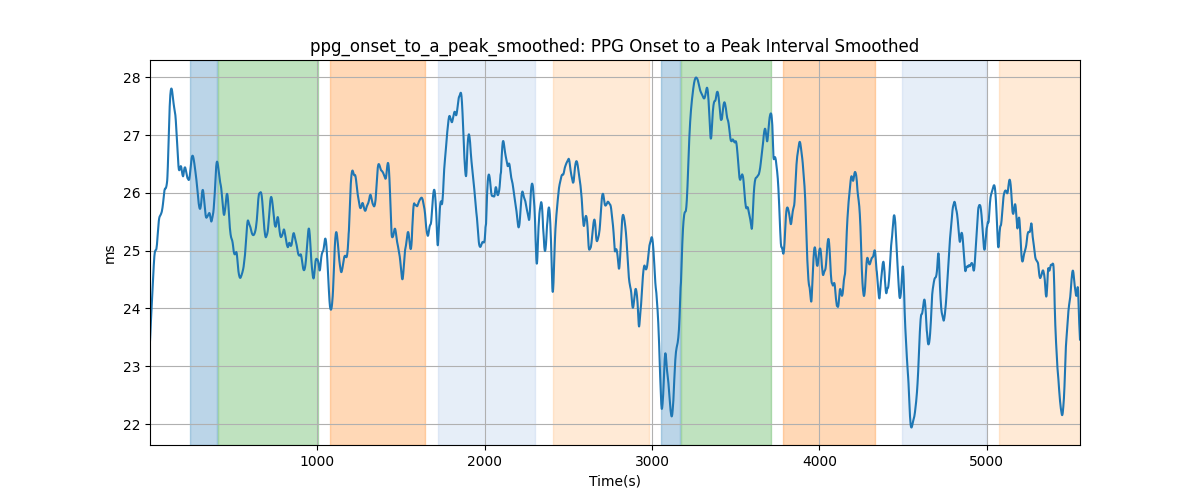 ppg_onset_to_a_peak_smoothed: PPG Onset to a Peak Interval Smoothed
28
27
26
25
24
23
22
ms
1000 2000 3000 4000 5000
Time(s)